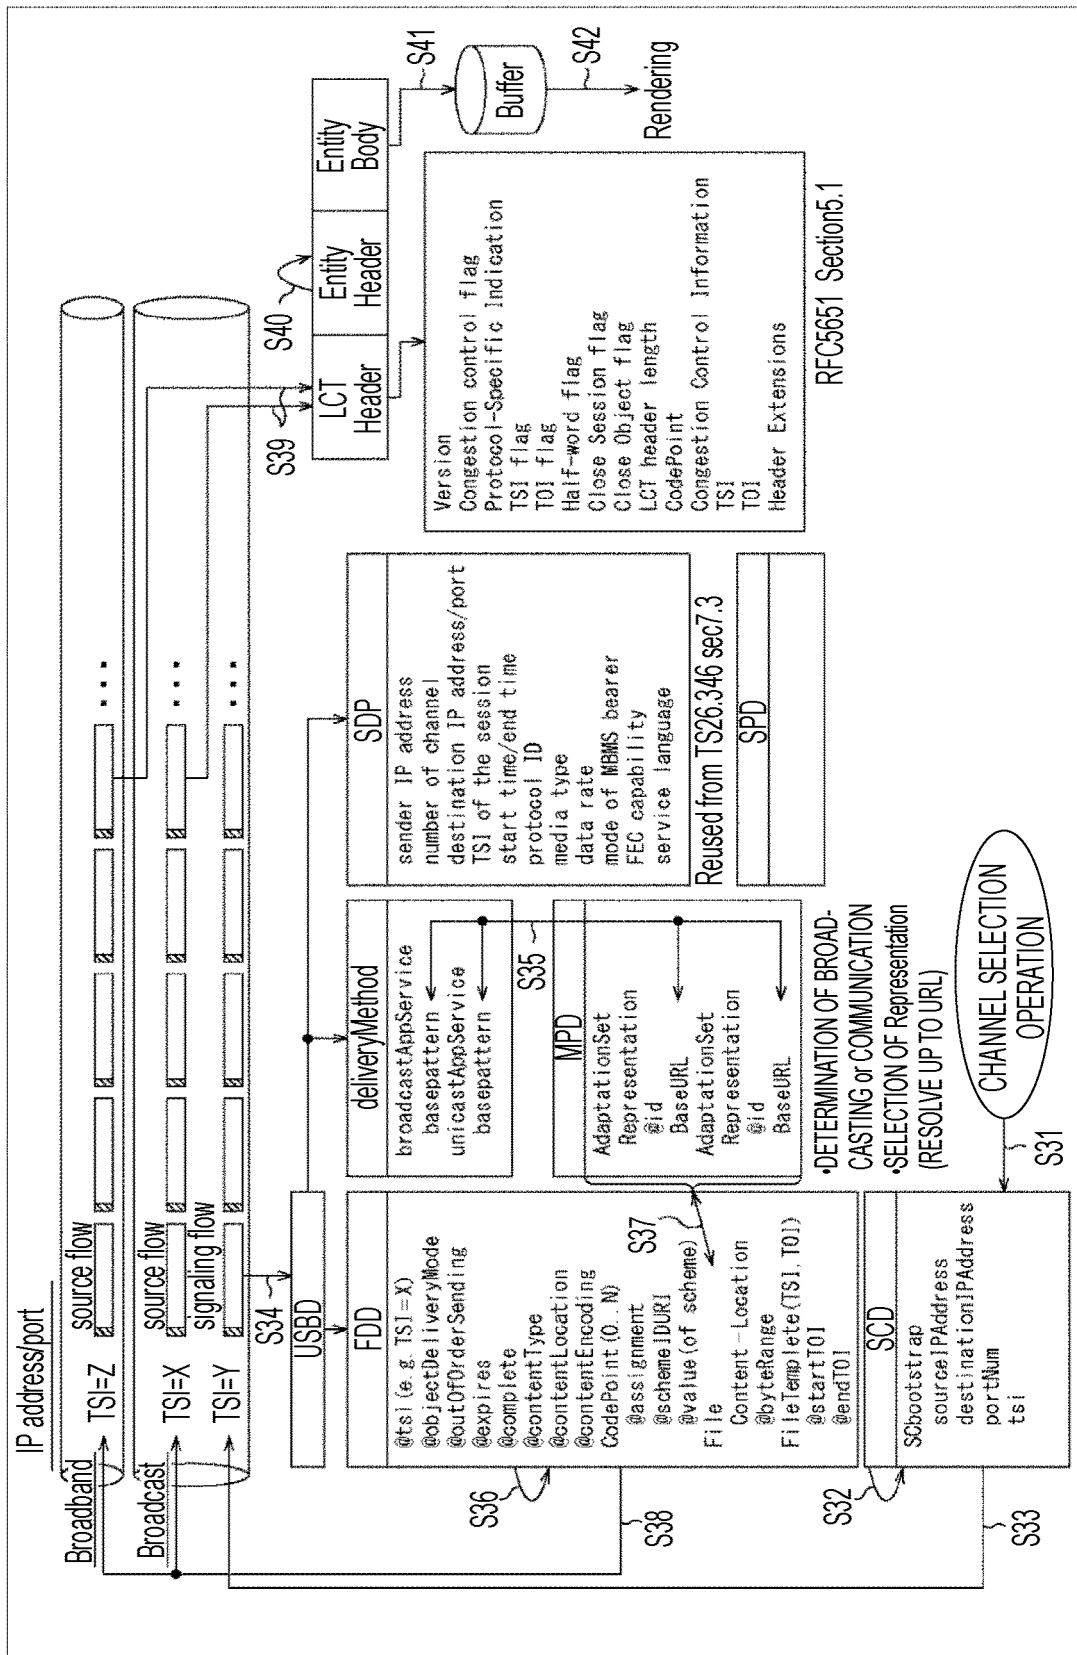 IP address/port
Broadband
TSI=Z
source flow
Broadcast
TSI=X
source flow
TSI=Y
signaling flow
S34
USBD
FDD
@tsi(e.g. TSI=X)
@objectDeliveryMode
@outOfOrderSending
@expires
@complete
@contentType
@contentLocation
@contentEncoding
CodePoint(0..N)
@assignment
@schemeIDURI
@value(of scheme)
File
Content-Location
@byteRange
FileTemplete(TSI, TOI)
@startTOI
@endTOI
S36
S37
S38
SCD
SCbootstrap
sourceIPAddress
destinationIPAddress
portNum
tsi
S32
S33
deliveryMethod
broadcastAppService
basepattern
unicastAppService
basepattern
S35
MPD
AdaptationSet
Representation
@id
BaseURL
AdaptationSet
Representation
@id
BaseURL
•DETERMINATION OF BROAD-
CASTING or COMMUNICATION
•SELECTION OF Representation
(RESOLVE UP TO URL)
S31
CHANNEL SELECTION
OPERATION
SDP
sender IP address
number of channel
destination IP address/port
TSI of the session
start time/end time
protocol ID
media type
data rate
mode of MBMS bearer
FEC capability
service language
Reused from TS26.346 sec7.3
SPD
S39
S40
LCT
Header
Entity
Header
Entity
Body
S41
Buffer
S42
Rendering
Version
Congestion control flag
Protocol-Specific Indication
TSI flag
TOI flag
Half-word flag
Close Session flag
Close Object flag
LCT header length
CodePoint
Congestion Control Information
TSI
TOI
Header Extensions
RFC5651 Section5.1